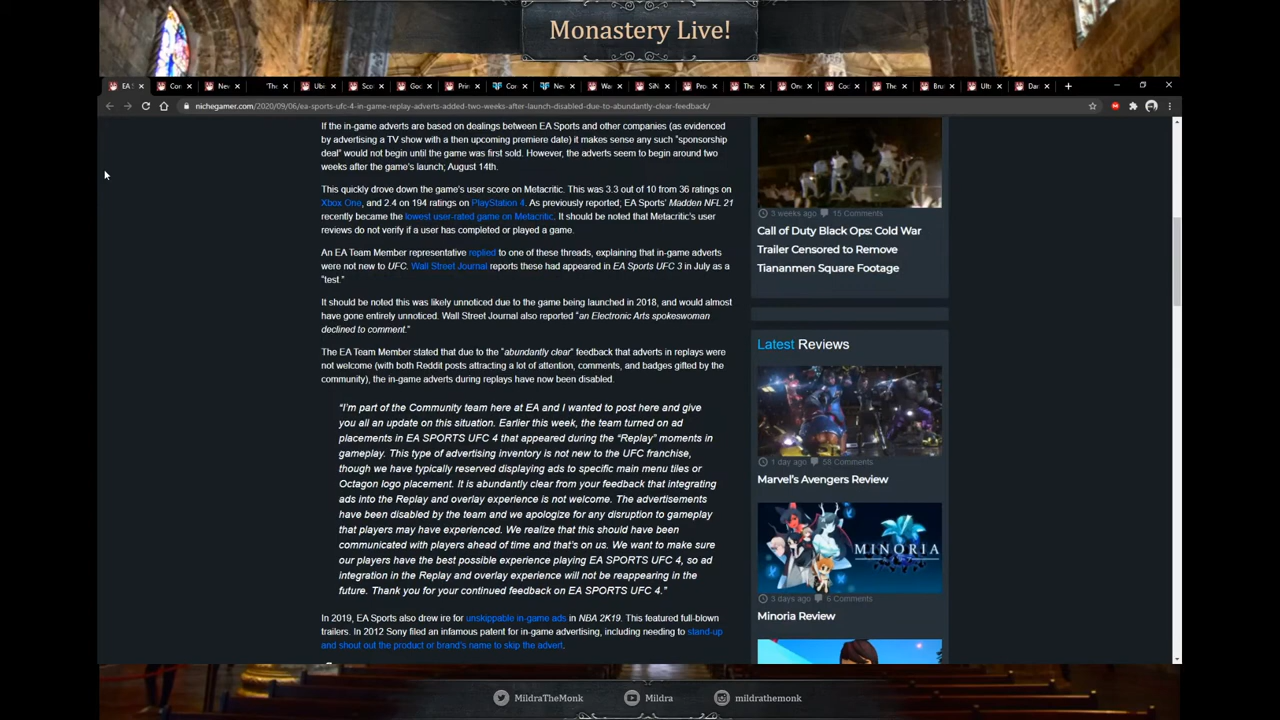 Monastery Live!
EA S
Con
Nev
'The
Ubi
Sco
Goo
Prin
Cor
Nev
Wa
SiN
Pro
The
On
Coo
The
Bru
Ultr
Dar
nichegamer.com/2020/09/06/ea-sports-ufc-4-in-game-replay-adverts-added-two-weeks-after-launch-disabled-due-to-abundantly-clear-feedback/
If the in-game adverts are based on dealings between EA Sports and other companies (as evidenced
by advertising a TV show with a then upcoming premiere date) it makes sense any such "sponsorship
deal" would not begin until the game was first sold. However, the adverts seem to begin around two
weeks after the game's launch; August 14th.
This quickly drove down the game's user score on Metacritic. This was 3.3 out of 10 from 36 ratings on
Xbox One, and 2.4 on 194 ratings on PlayStation 4. As previously reported; EA Sports' Madden NFL 21
recently became the lowest user-rated game on Metacritic. It should be noted that Metacritic's user
reviews do not verify if a user has completed or played a game.
An EA Team Member representative replied to one of these threads, explaining that in-game adverts
were not new to UFC. Wall Street Journal reports these had appeared in EA Sports UFC 3 in July as a
"test."
It should be noted this was likely unnoticed due to the game being launched in 2018, and would almost
have gone entirely unnoticed. Wall Street Journal also reported "an Electronic Arts spokeswoman
declined to comment."
The EA Team Member stated that due to the "abundantly clear" feedback that adverts in replays were
not welcome (with both Reddit posts attracting a lot of attention, comments, and badges gifted by the
community), the in-game adverts during replays have now been disabled.
"I'm part of the Community team here at EA and I wanted to post here and give
you all an update on this situation. Earlier this week, the team turned on ad
placements in EA SPORTS UFC 4 that appeared during the "Replay" moments in
gameplay. This type of advertising inventory is not new to the UFC franchise,
though we have typically reserved displaying ads to specific main menu tiles or
Octagon logo placement. It is abundantly clear from your feedback that integrating
ads into the Replay and overlay experience is not welcome. The advertisements
have been disabled by the team and we apologize for any disruption to gameplay
that players may have experienced. We realize that this should have been
communicated with players ahead of time and that's on us. We want to make sure
our players have the best possible experience playing EA SPORTS UFC 4, so ad
integration in the Replay and overlay experience will not be reappearing in the
future. Thank you for your continued feedback on EA SPORTS UFC 4."
In 2019, EA Sports also drew ire for unskippable in-game ads in NBA 2K19. This featured full-blown
trailers. In 2012 Sony filed an infamous patent for in-game advertising, including needing to stand-up
and shout out the product or brand's name to skip the advert.
3 weeks ago 15 Comments
Call of Duty Black Ops: Cold War
Trailer Censored to Remove
Tiananmen Square Footage
Latest Reviews
1 day ago 58 Comments
Marvel's Avengers Review
MINORIA
3 days ago 6 Comments
Minoria Review
MildraTheMonk
Mildra
mildrathemonk